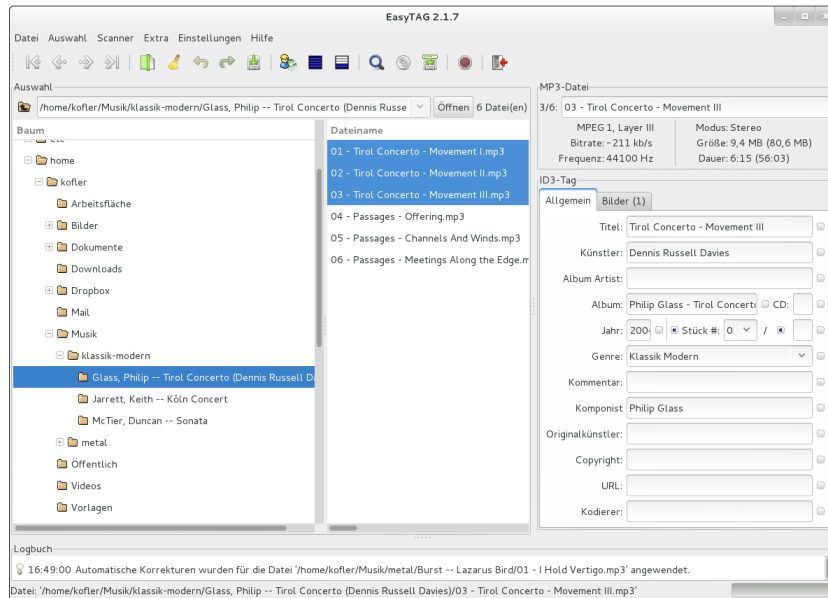 EasyTAG 2.1.7
Datei Auswahl Scanner Extra Einstellungen Hilfe
Auswahl
/home/kofler/Musik/klassik-modern/Glass, Philip -- Tirol Concerto (Dennis Russe
Öffnen
6 Datei(en)
Baum
home
kofler
Arbeitsfläche
Bilder
Dokumente
Downloads
Dropbox
Mail
Musik
klassik-modern
Glass, Philip -- Tirol Concerto (Dennis Russell Da
Jarrett, Keith -- Köln Concert
McTier, Duncan -- Sonata
metal
Öffentlich
Videos
Vorlagen
Dateiname
01 - Tirol Concerto - Movement I.mp3
02 - Tirol Concerto - Movement II.mp3
03 - Tirol Concerto - Movement III.mp3
04 - Passages - Offering.mp3
05 - Passages - Channels And Winds.mp3
06 - Passages - Meetings Along the Edge.m
MP3-Datei
3/6: 03 - Tirol Concerto - Movement III
MPEG 1, Layer III Modus: Stereo
Bitrate: ~211 kb/s Größe: 9,4 MB (80,6 MB)
Frequenz: 44100 Hz Dauer: 6:15 (56:03)
ID3-Tag
Allgemein Bilder (1)
Titel: Tirol Concerto - Movement III
Künstler: Dennis Russell Davies
Album Artist:
Album: Philip Glass - Tirol Concert CD:
Jahr: 200 Stück #: 0 /
Genre: Klassik Modern
Kommentar:
Komponist Philip Glass
Originalkünstler:
Copyright:
URL:
Kodierer:
Logbuch
16:49:00 Automatische Korrekturen wurden für die Datei '/home/kofler/Musik/metal/Burst -- Lazarus Bird/01 - I Hold Vertigo.mp3' angewendet.
Datei: '/home/kofler/Musik/klassik-modern/Glass, Philip -- Tirol Concerto (Dennis Russell Davies)/03 - Tirol Concerto - Movement III.mp3'